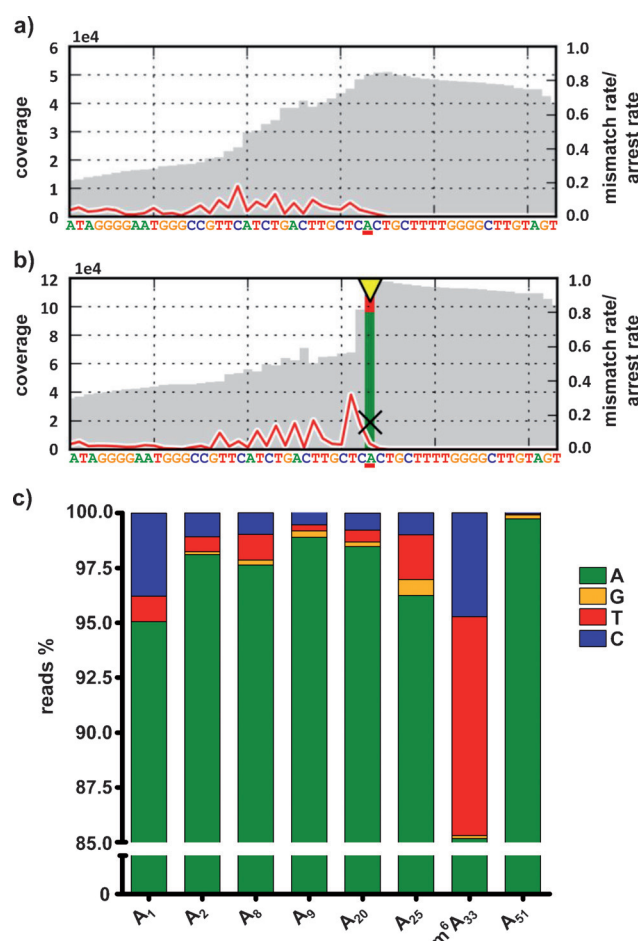 a)
6 1e4 1.0
5 0.8
4 0.6
3
2 0.4
1 0.2
0 0.0
coverage
mismatch rate/
arrest rate
ATAGGGGAATGGGCCGTTCATCTGACTTGCTCACTGCTTTTGGGGCTTGTAGT
b)
1e4
12 1.0
10 0.8
8 0.6
6
4 0.4
2 0.2
0 0.0
coverage
mismatch rate/
arrest rate
ATAGGGGAATGGGCCGTTCATCTGACTTGCTCACTGCTTTTGGGGCTTGTAGT
c)
100.0
97.5
95.0
92.5
90.0
87.5
85.0
0
reads %
A
G
T
C
A₁ A₂ A₈ A₉ A₂₀ A₂₅ m⁶A₃₃ A₅₁